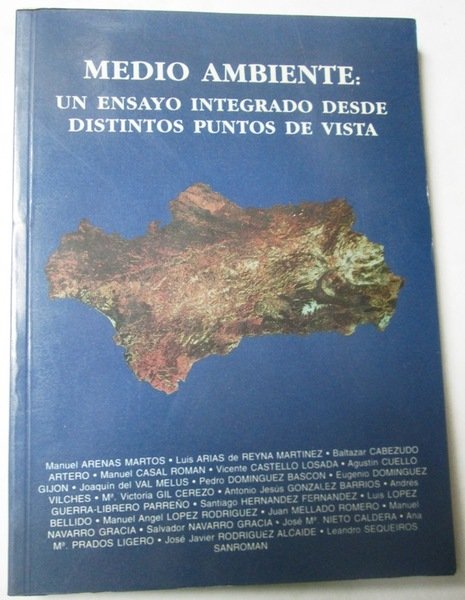 MEDIO AMBIENTE:
UN ENSAYO INTEGRADO DESDE
DISTINTOS PUNTOS DE VISTA
Manuel ARENAS MARTOS • Luis ARIAS de REYNA MARTINEZ • Baltazar CABEZUDO
ARTERO • Manuel CASAL ROMAN • Vicente CASTELLO LOSADA • Agustin CUELLO
GIJON • Joaquín del VAL MELUS • Pedro DOMINGUEZ BASCON • Eugenio DOMINGUEZ
VILCHES • Mª. Victoria GIL CEREZO • Antonio Jesús GONZALEZ BARRIOS • Andrés
GUERRA-LIBRERO PARREÑO • Santiago HERNANDEZ FERNANDEZ • Luis LOPEZ
BELLIDO • Manuel Angel LOPEZ RODRIGUEZ • Juan MELLADO ROMERO • Manuel
NAVARRO GRACIA • Salvador NAVARRO GRACIA • José Mª. NIETO CALDERA • Ana
Mª. PRADOS LIGERO • José Javier RODRIGUEZ ALCAIDE • Leandro SEQUEIROS
SANROMAN